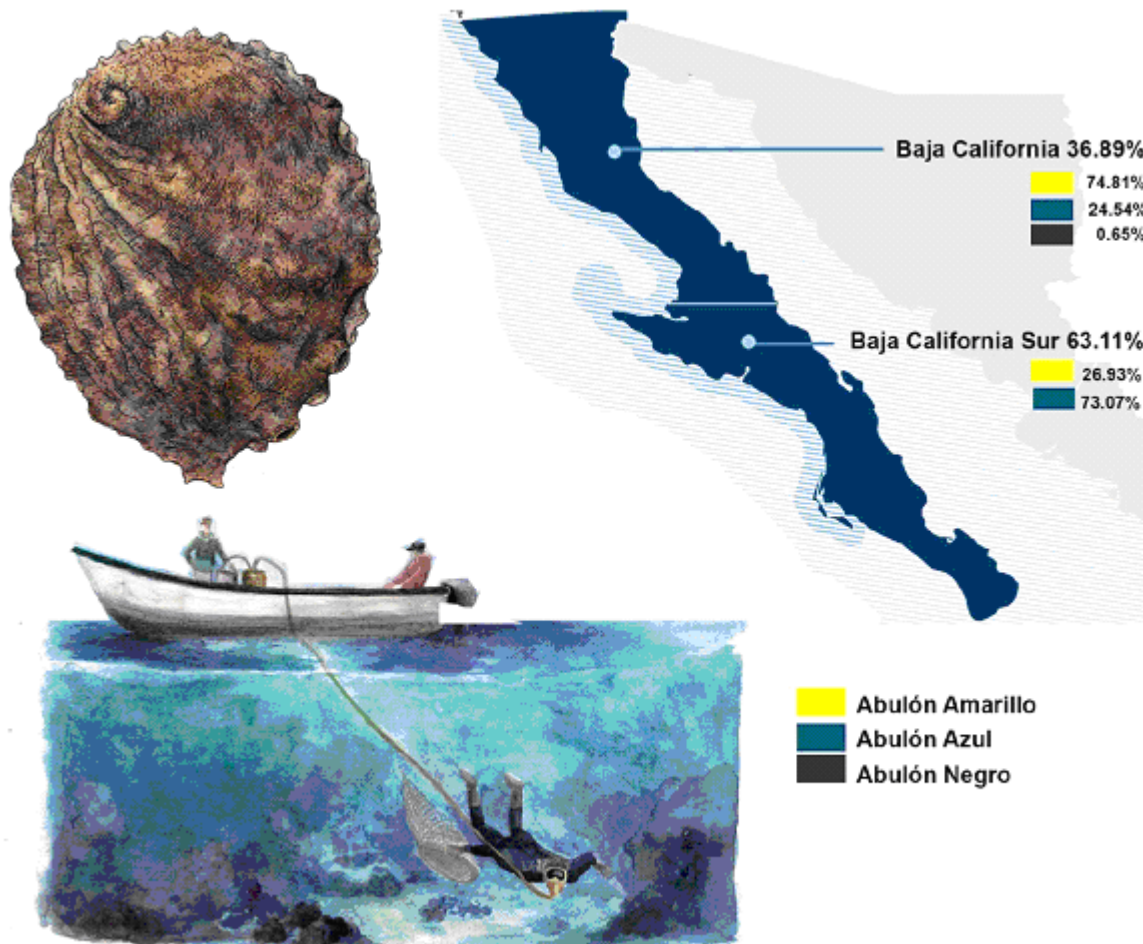 Baja California 36.89%
74.81%
24.54%
0.65%
Baja California Sur 63.11%
26.93%
73.07%
Abulón Amarillo
Abulón Azul
Abulón Negro